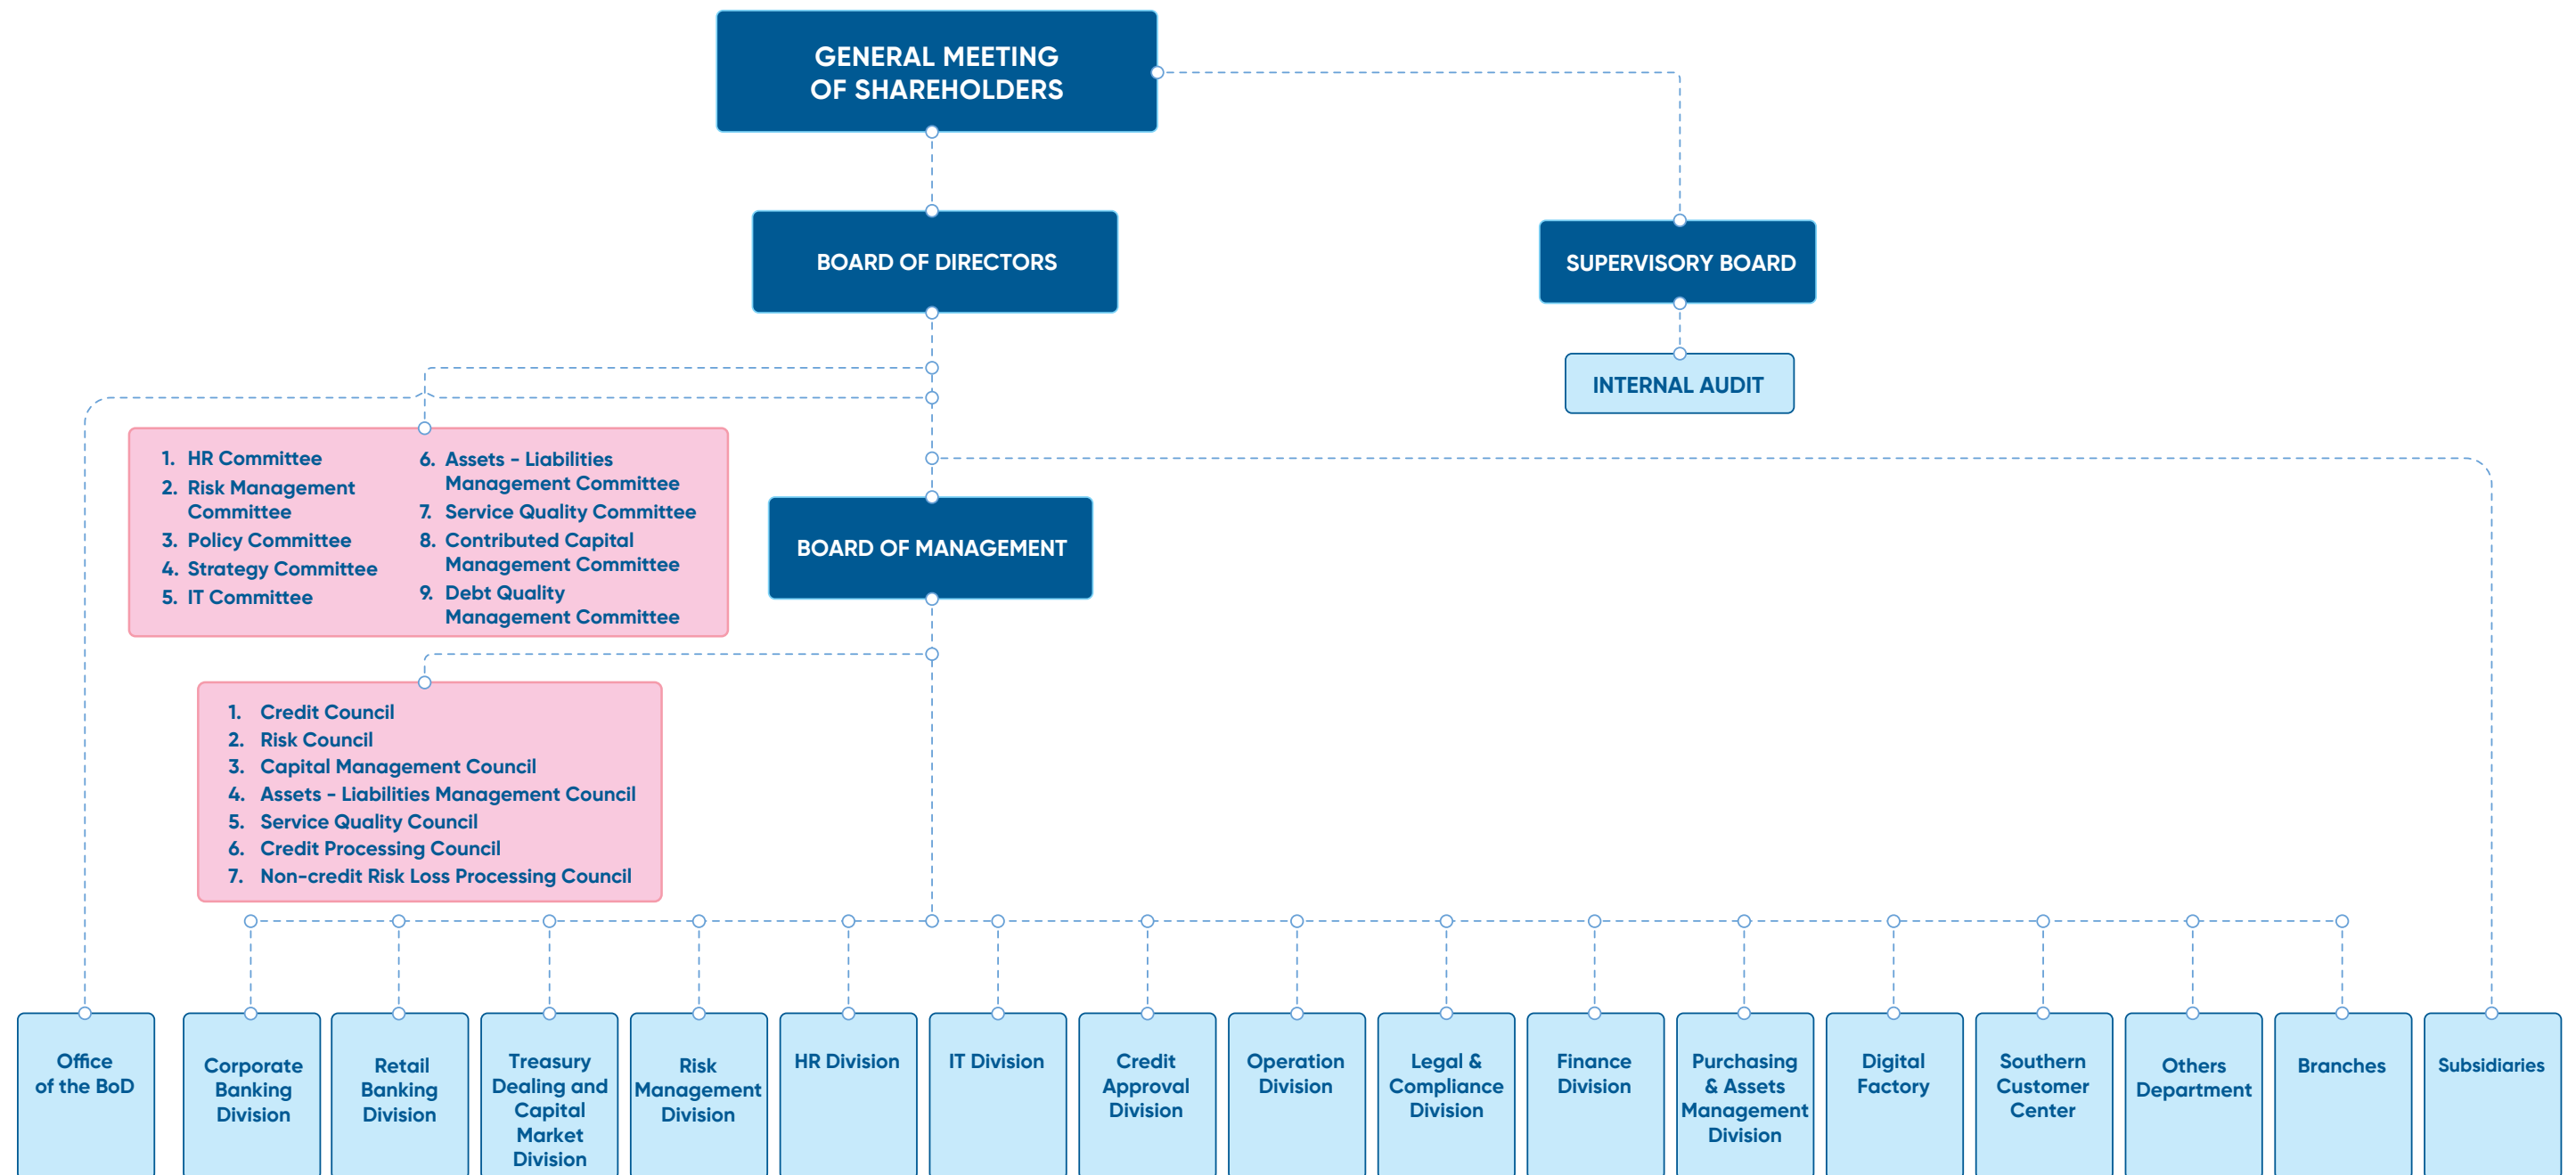 GENERAL MEETING
OF SHAREHOLDERS
BOARD OF DIRECTORS
SUPERVISORY BOARD
INTERNAL AUDIT
1. HR Committee
2. Risk Management
Committee
3. Policy Committee
4. Strategy Committee
5. IT Committee
6. Assets - Liabilities
Management Committee
7. Service Quality Committee
8. Contributed Capital
Management Committee
9. Debt Quality
Management Committee
BOARD OF MANAGEMENT
1. Credit Council
2. Risk Council
3. Capital Management Council
4. Assets - Liabilities Management Council
5. Service Quality Council
6. Credit Processing Council
7. Non-credit Risk Loss Processing Council
Office
of the BoD
Corporate
Banking
Division
Retail
Banking
Division
Treasury
Dealing and
Capital
Market
Division
Risk
Management
Division
HR Division
IT Division
Credit
Approval
Division
Operation
Division
Legal &
Compliance
Division
Finance
Division
Purchasing
& Assets
Management
Division
Digital
Factory
Southern
Customer
Center
Others
Department
Branches
Subsidiaries